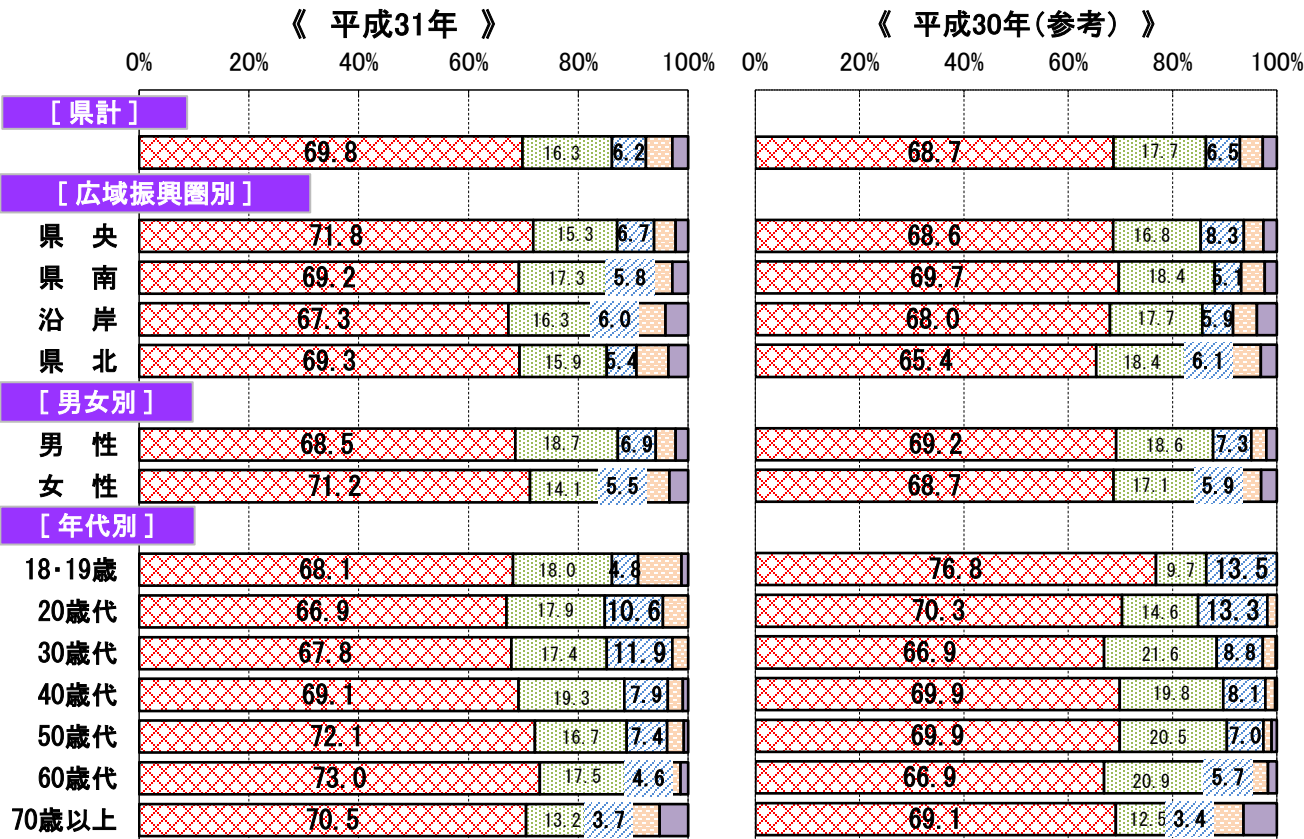 《 平成31年 》 《 平成30年(参考) 》
0% 20% 40% 60% 80% 100% 0% 20% 40% 60% 80% 100%
[ 県計 ]
69.8 16.3 6.2 68.7 17.7 6.5
[ 広域振興圏別 ]
県 央 71.8 15.3 6.7 68.6 16.8 8.3
県 南 69.2 17.3 5.8 69.7 18.4 5.1
沿 岸 67.3 16.3 6.0 68.0 17.7 5.9
県 北 69.3 15.9 5.4 65.4 18.4 6.1
[ 男女別 ]
男 性 68.5 18.7 6.9 69.2 18.6 7.3
女 性 71.2 14.1 5.5 68.7 17.1 5.9
[ 年代別 ]
18・19歳 68.1 18.0 4.8 76.8 9.7 13.5
20歳代 66.9 17.9 10.6 70.3 14.6 13.3
30歳代 67.8 17.4 11.9 66.9 21.6 8.8
40歳代 69.1 19.3 7.9 69.9 19.8 8.1
50歳代 72.1 16.7 7.4 69.9 20.5 7.0
60歳代 73.0 17.5 4.6 66.9 20.9 5.7
70歳以上 70.5 13.2 3.7 69.1 12.5 3.4